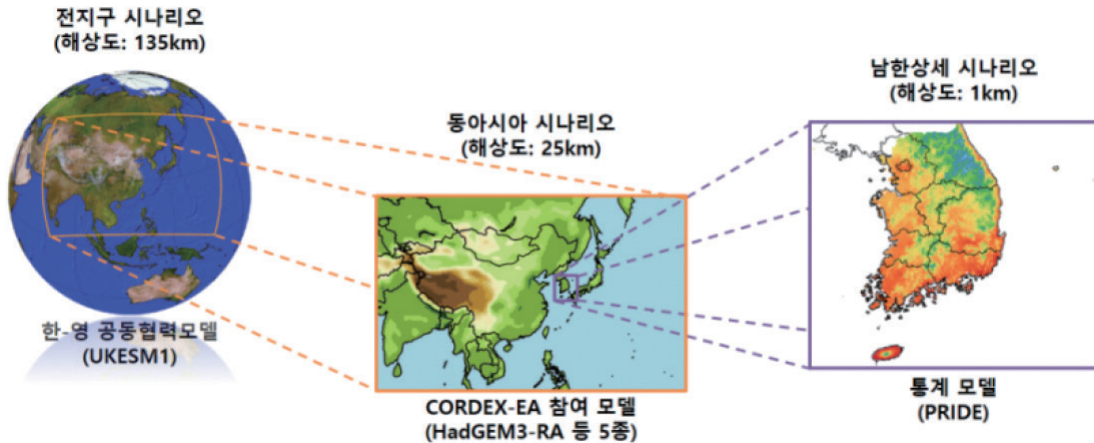 전지구 시나리오
(해상도: 135km)
한-영 공동협력모델
(UKESM1)
동아시아 시나리오
(해상도: 25km)
CORDEX-EA 참여 모델
(HadGEM3-RA 등 5종)
남한상세 시나리오
(해상도: 1km)
통계 모델
(PRIDE)